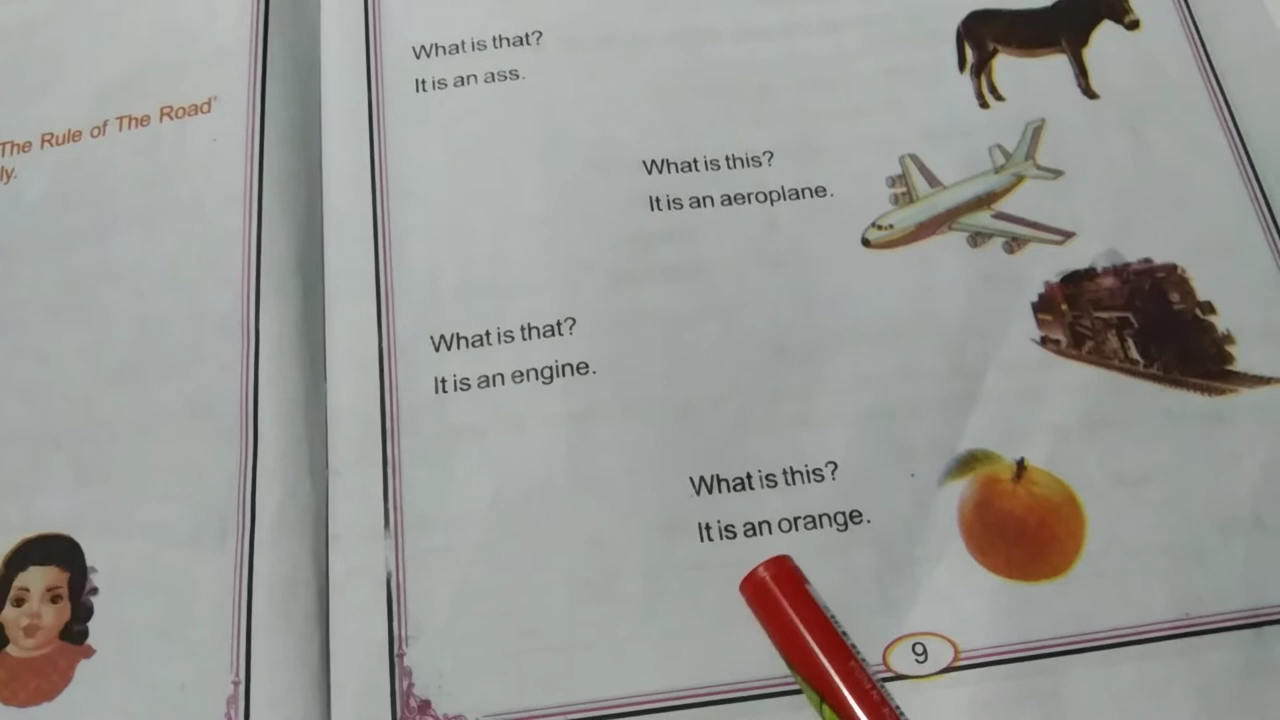 The Rule of The Road'
ly.
What is that?
It is an ass.
What is this?
It is an aeroplane.
What is that?
It is an engine.
What is this?
It is an orange.
9